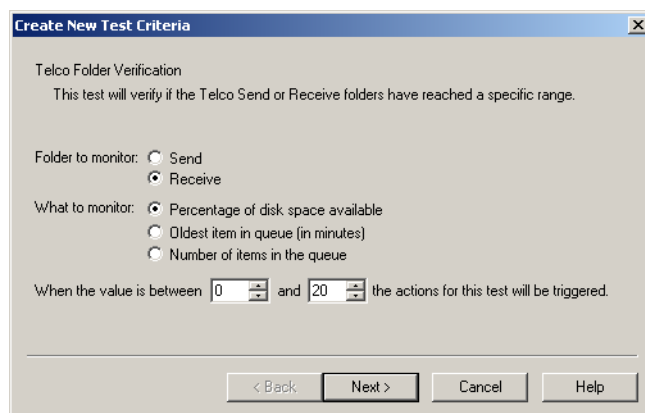 Create New Test Criteria
Telco Folder Verification
This test will verify if the Telco Send or Receive folders have reached a specific range.
Folder to monitor: Send
Receive
What to monitor: Percentage of disk space available
Oldest item in queue (in minutes)
Number of items in the queue
When the value is between 0 and 20 the actions for this test will be triggered.
< Back Next > Cancel Help